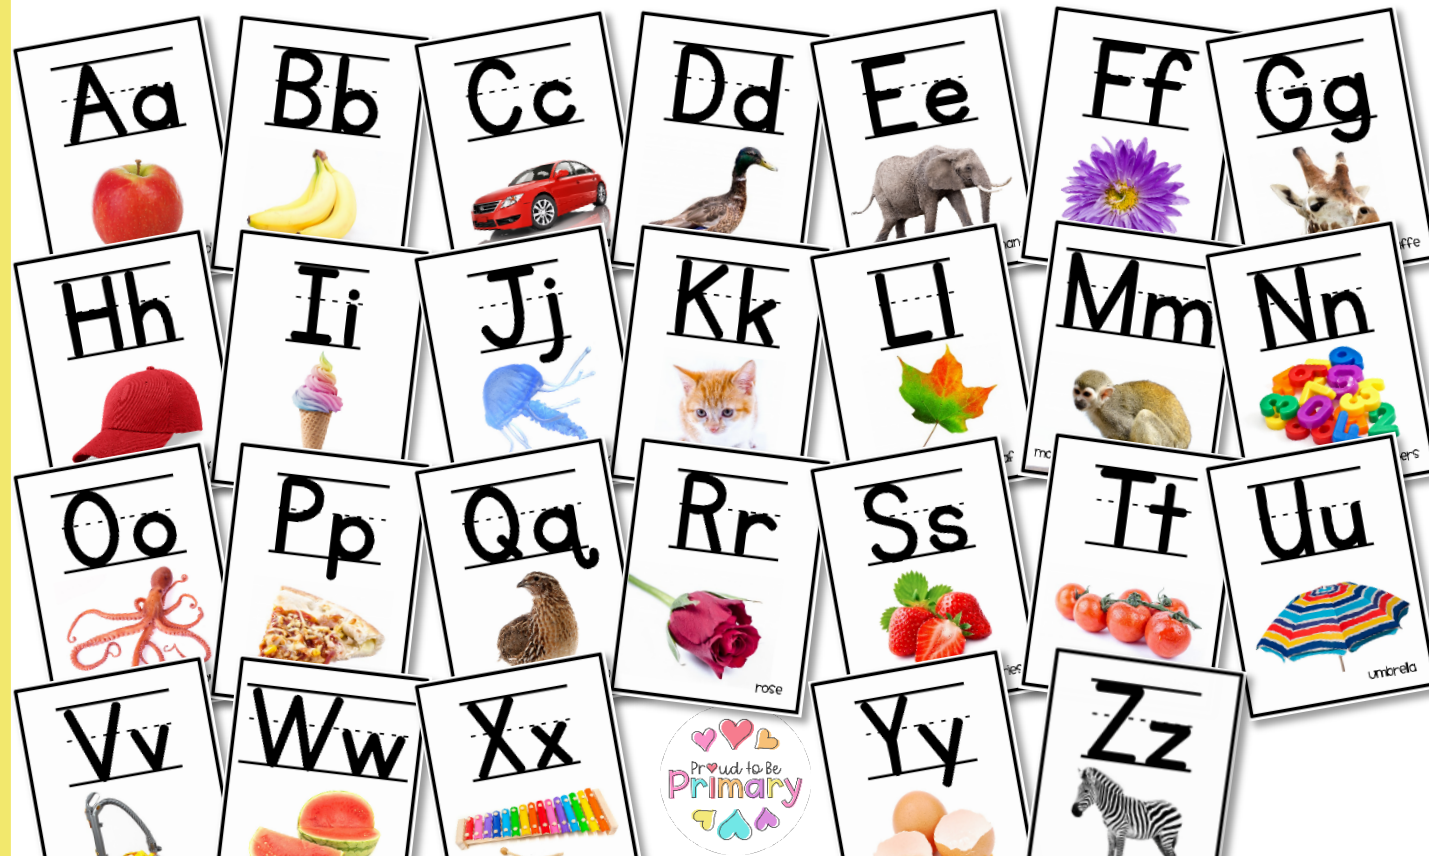 Aa
Bb
Cc
Dd
Ee
Ff
Gg
Hh
Ii
Jj
Kk
Ll
Mm
Nn
Oo
Pp
Qq
Rr
rose
Ss
Tt
Uu
umbrella
Vv
Ww
Xx
Proud to Be
Primary
Yy
Zz